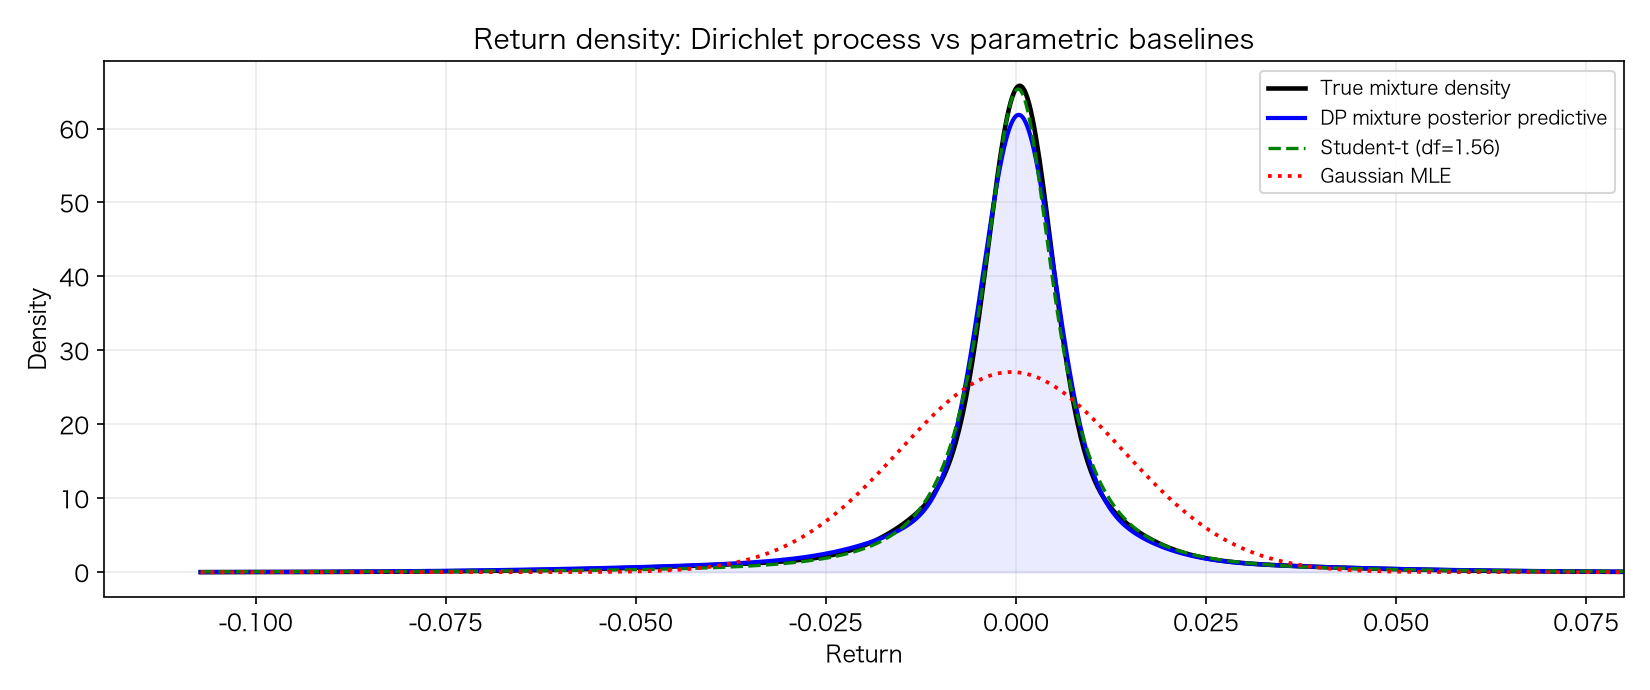 Return density: Dirichlet process vs parametric baselines
True mixture density
DP mixture posterior predictive
Student-t (df=1.56)
Gaussian MLE
Density
60
50
40
30
20
10
0
-0.100
-0.075
-0.050
-0.025
0.000
0.025
0.050
0.075
Return